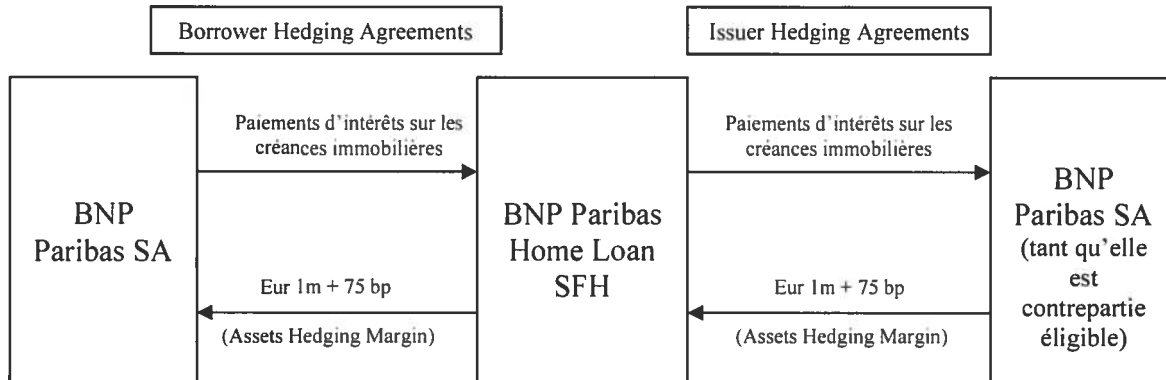 Borrower Hedging Agreements
Issuer Hedging Agreements
BNP
Paribas SA
Paiements d'intérêts sur les
créances immobilières
Eur 1m + 75 bp
(Assets Hedging Margin)
BNP Paribas
Home Loan
SFH
Paiements d'intérêts sur les
créances immobilières
Eur 1m + 75 bp
(Assets Hedging Margin)
BNP
Paribas SA
(tant qu'elle
est
contrepartie
éligible)